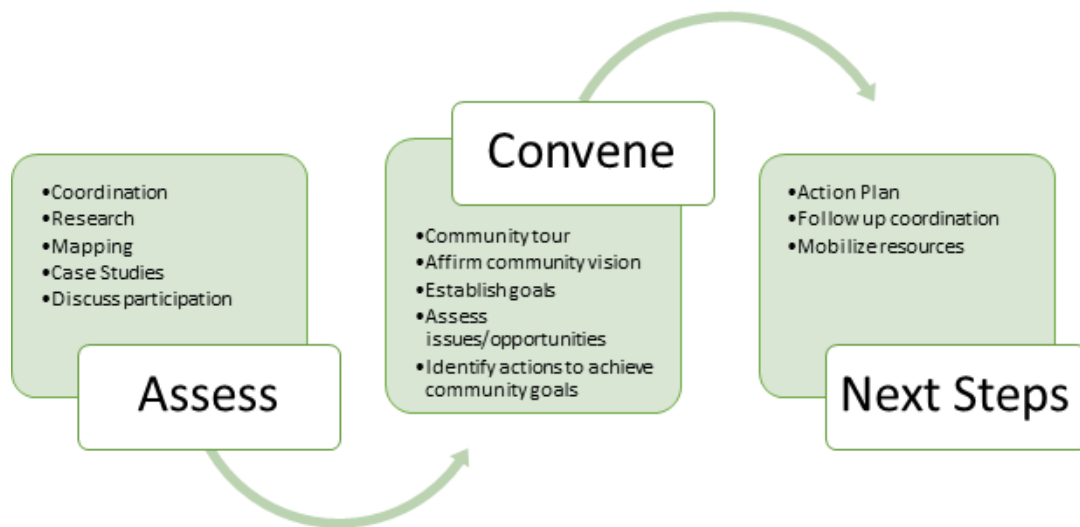 •Coordination
•Research
•Mapping
•Case Studies
•Discuss participation
Assess
Convene
•Community tour
•Affirm community vision
•Establish goals
•Assess
issues/opportunities
•Identify actions to achieve
community goals
•Action Plan
•Follow up coordination
•Mobilize resources
Next Steps